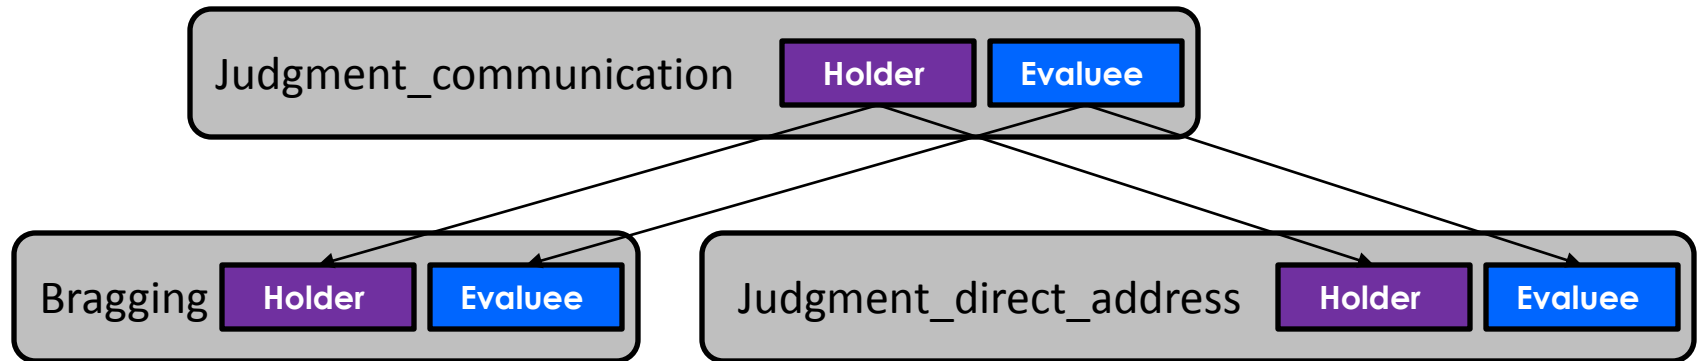 Judgment_communication Holder Evaluee
Bragging Holder Evaluee Judgment_direct_address Holder Evaluee